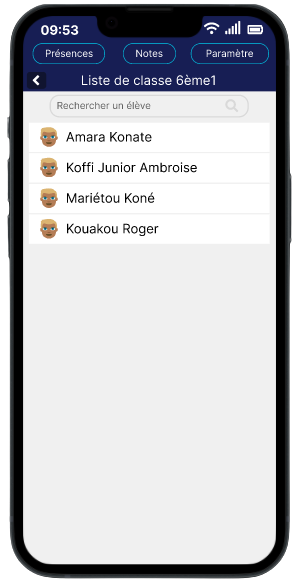 09:53
Présences Notes Paramètre
Liste de classe 6ème1
Rechercher un élève
Amara Konate
Koffi Junior Ambroise
Mariétou Koné
Kouakou Roger